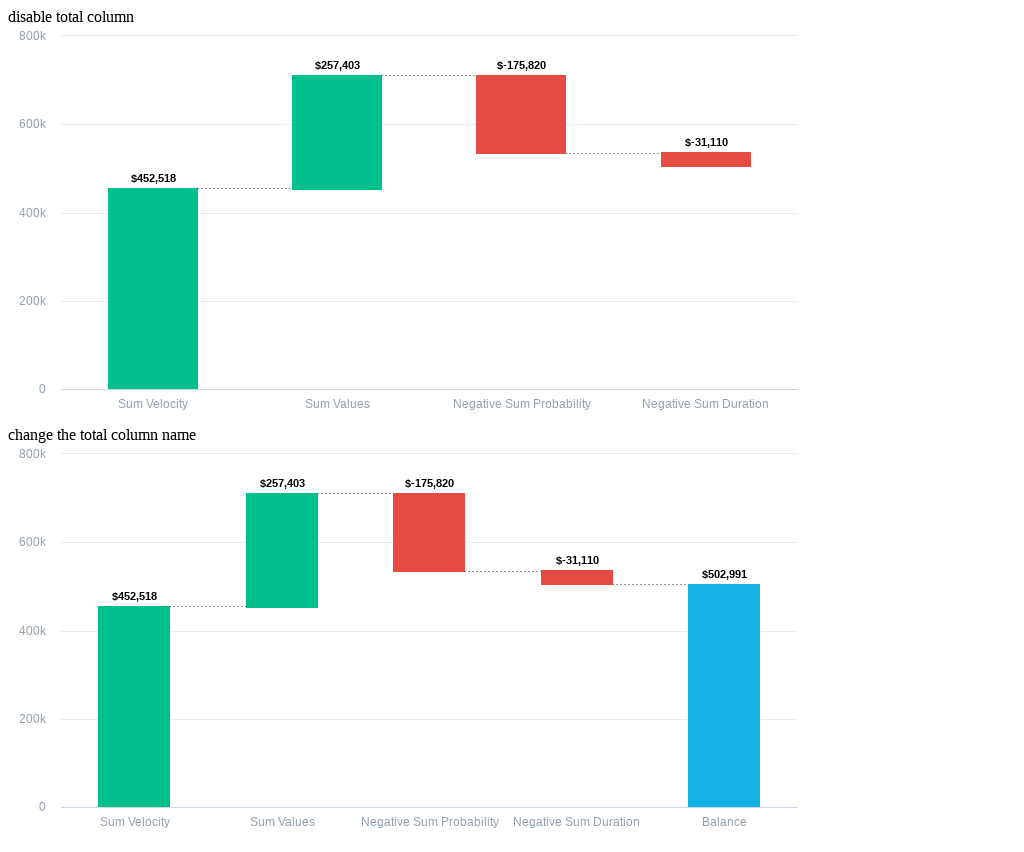 disable total column
800k
$257,403 $-175,820
600k
$-31,110
$452,518
400k
200k
0
Sum Velocity Sum Values Negative Sum Probability Negative Sum Duration
change the total column name
800k
$257,403 $-175,820
600k
$-31,110
$502,991
$452,518
400k
200k
0
Sum Velocity Sum Values Negative Sum Probability Negative Sum Duration Balance